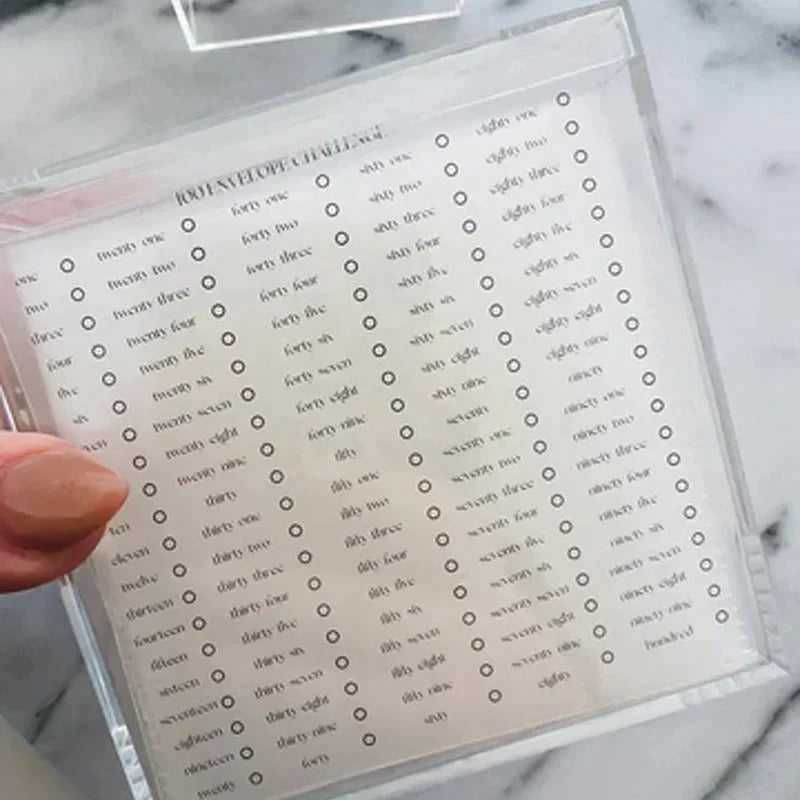 100 ENVELOPE CHALLENGE
one
two
three
four
five
six
ven
ten
eleven
twelve
thirteen
fourteen
fifteen
sixteen
seventeen
eighteen
nineteen
twenty
twenty one
twenty two
twenty three
twenty four
twenty five
twenty six
twenty seven
twenty eight
twenty nine
thirty
thirty one
thirty two
thirty three
thirty four
thirty five
thirty six
thirty seven
thirty eight
thirty nine
forty
forty one
forty two
forty three
forty four
forty five
forty six
forty seven
forty eight
forty nine
fifty
fifty one
fifty two
fifty three
fifty four
fifty five
fifty six
fifty seven
fifty eight
fifty nine
sixty
sixty one
sixty two
sixty three
sixty four
sixty five
sixty six
sixty seven
sixty eight
sixty nine
seventy
seventy one
seventy two
seventy three
seventy four
seventy five
seventy six
seventy seven
seventy eight
seventy nine
eighty
eighty one
eighty two
eighty three
eighty four
eighty five
eighty six
eighty seven
eighty eight
eighty nine
ninety
ninety one
ninety two
ninety three
ninety four
ninety five
ninety six
ninety seven
ninety eight
ninety nine
hundred